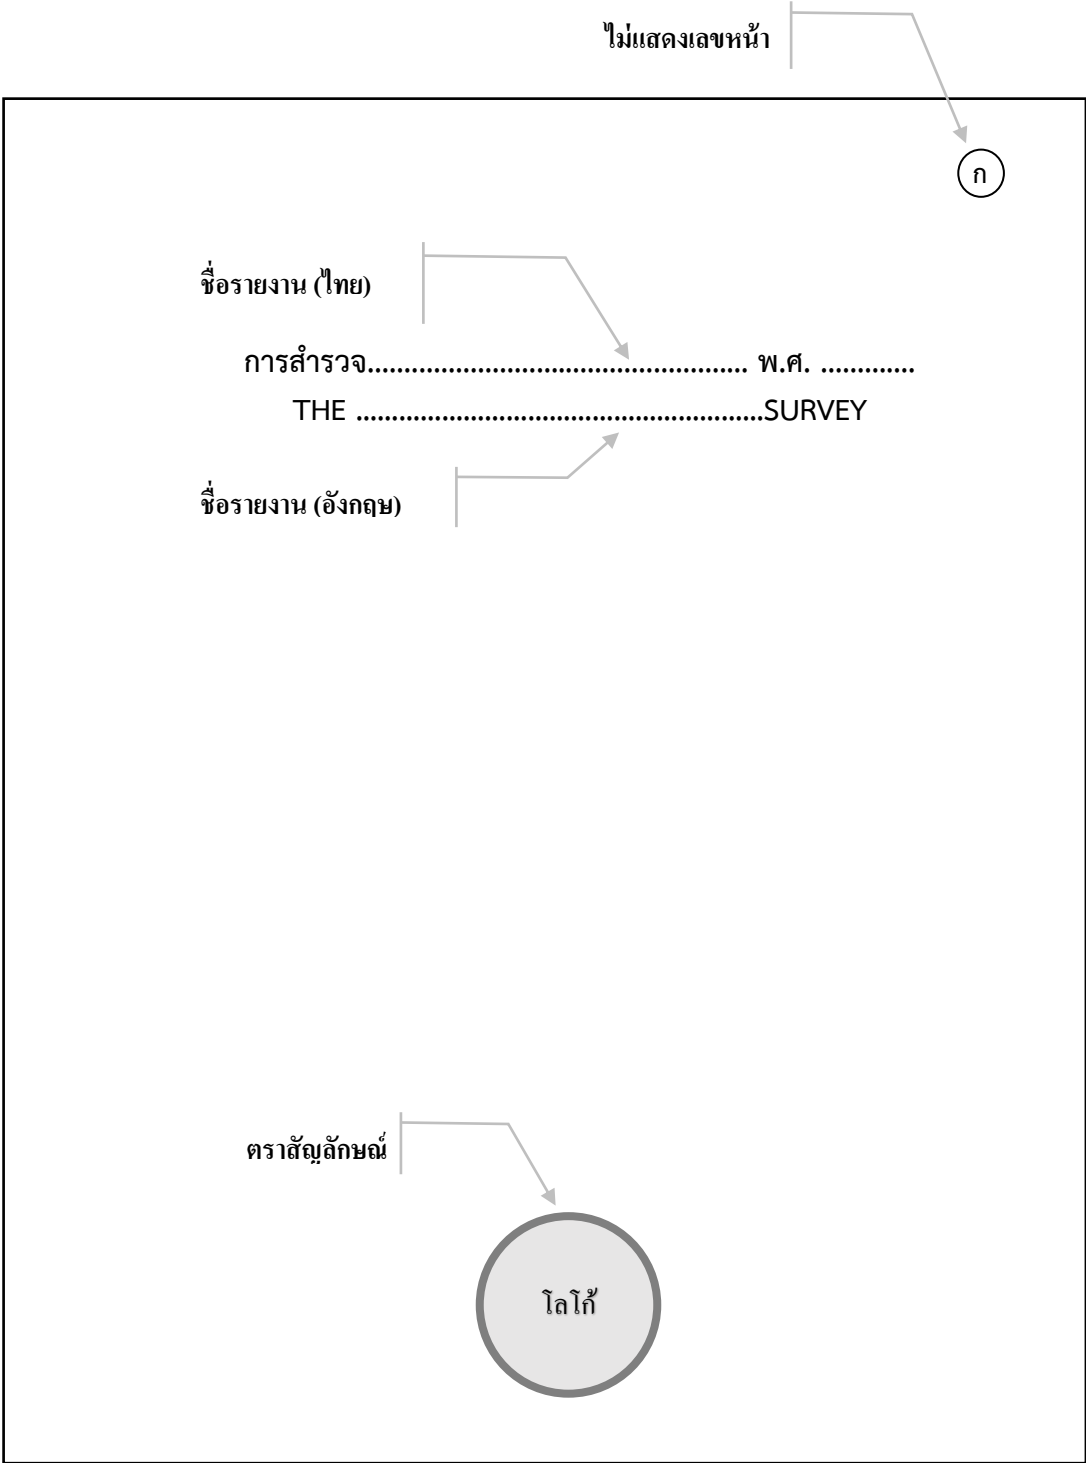 ไม่แสดงเลขหน้า
ก
ชื่อรายงาน (ไทย)
การสำรวจ.................................................... พ.ศ. .............
THE .........................................................SURVEY
ชื่อรายงาน (อังกฤษ)
ตราสัญลักษณ์
โลโก้